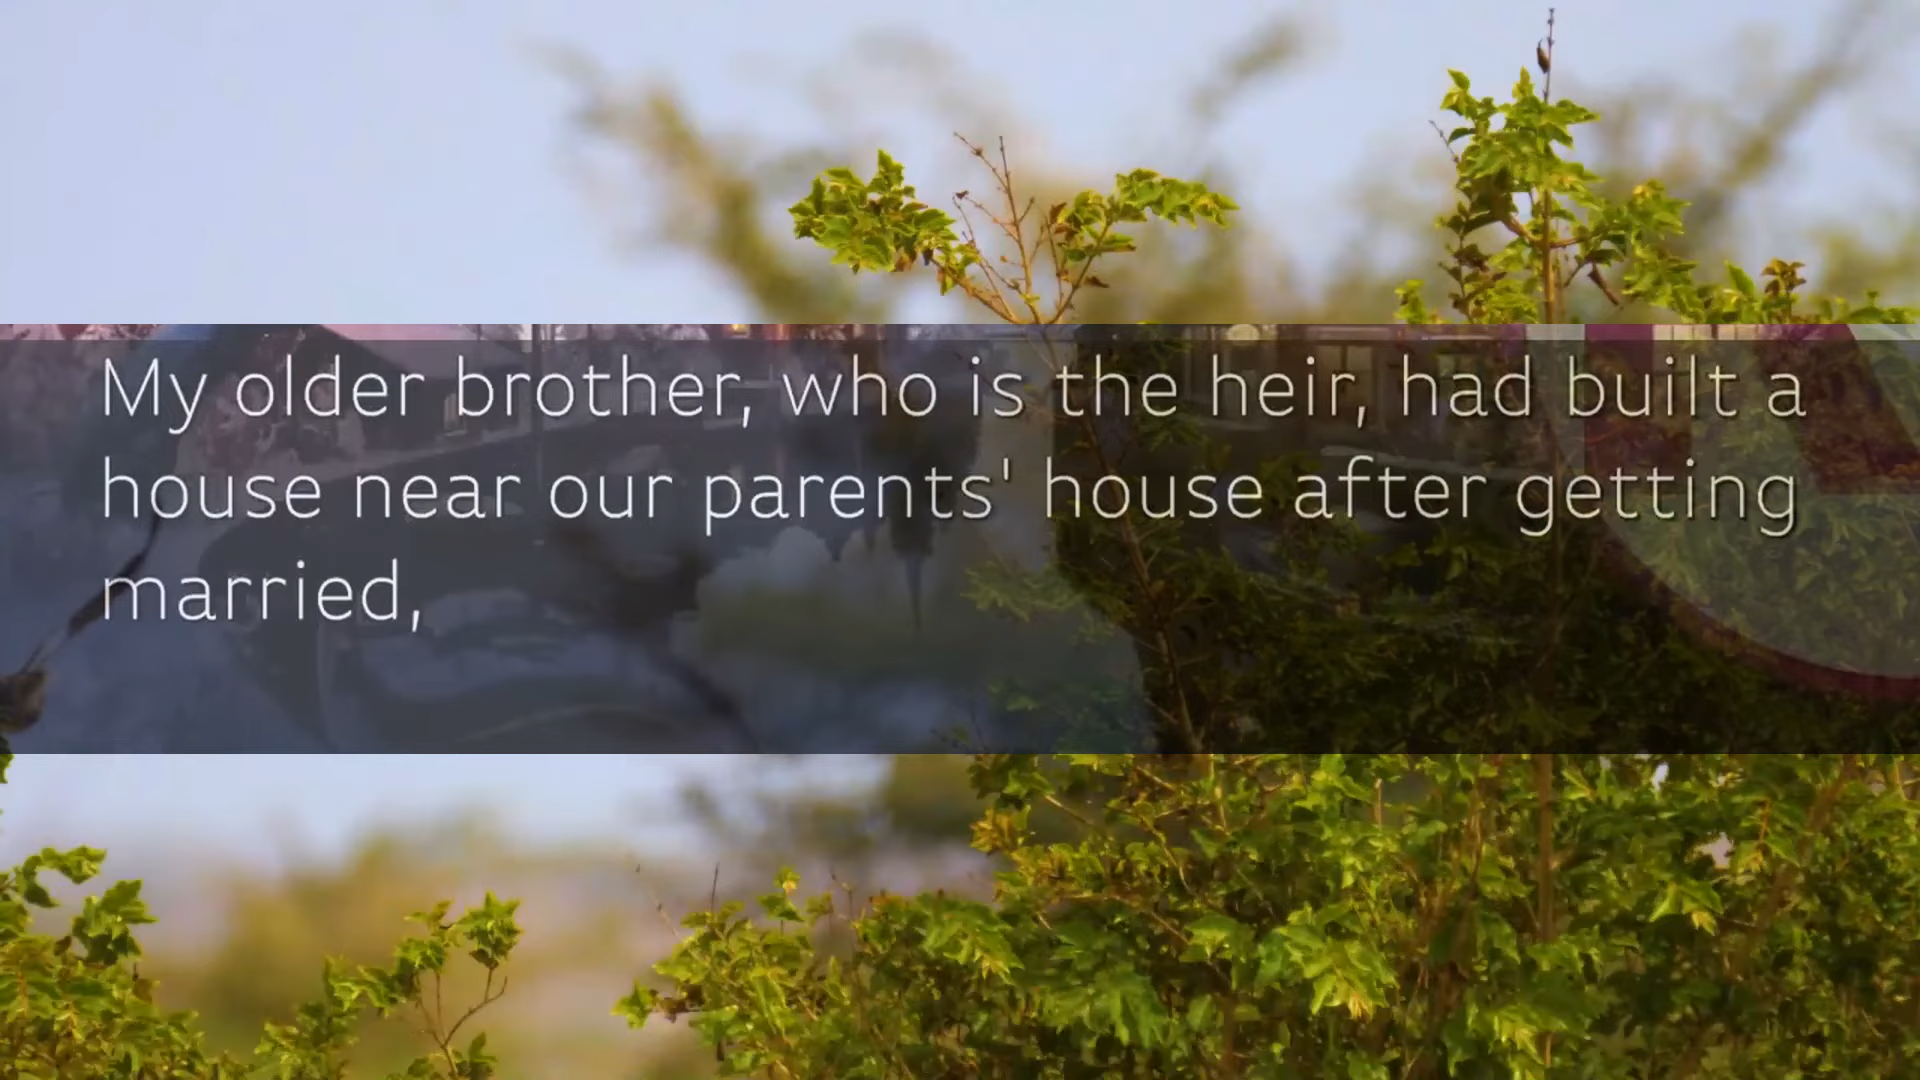 My older brother, who is the heir, had built a
house near our parents' house after getting
married,